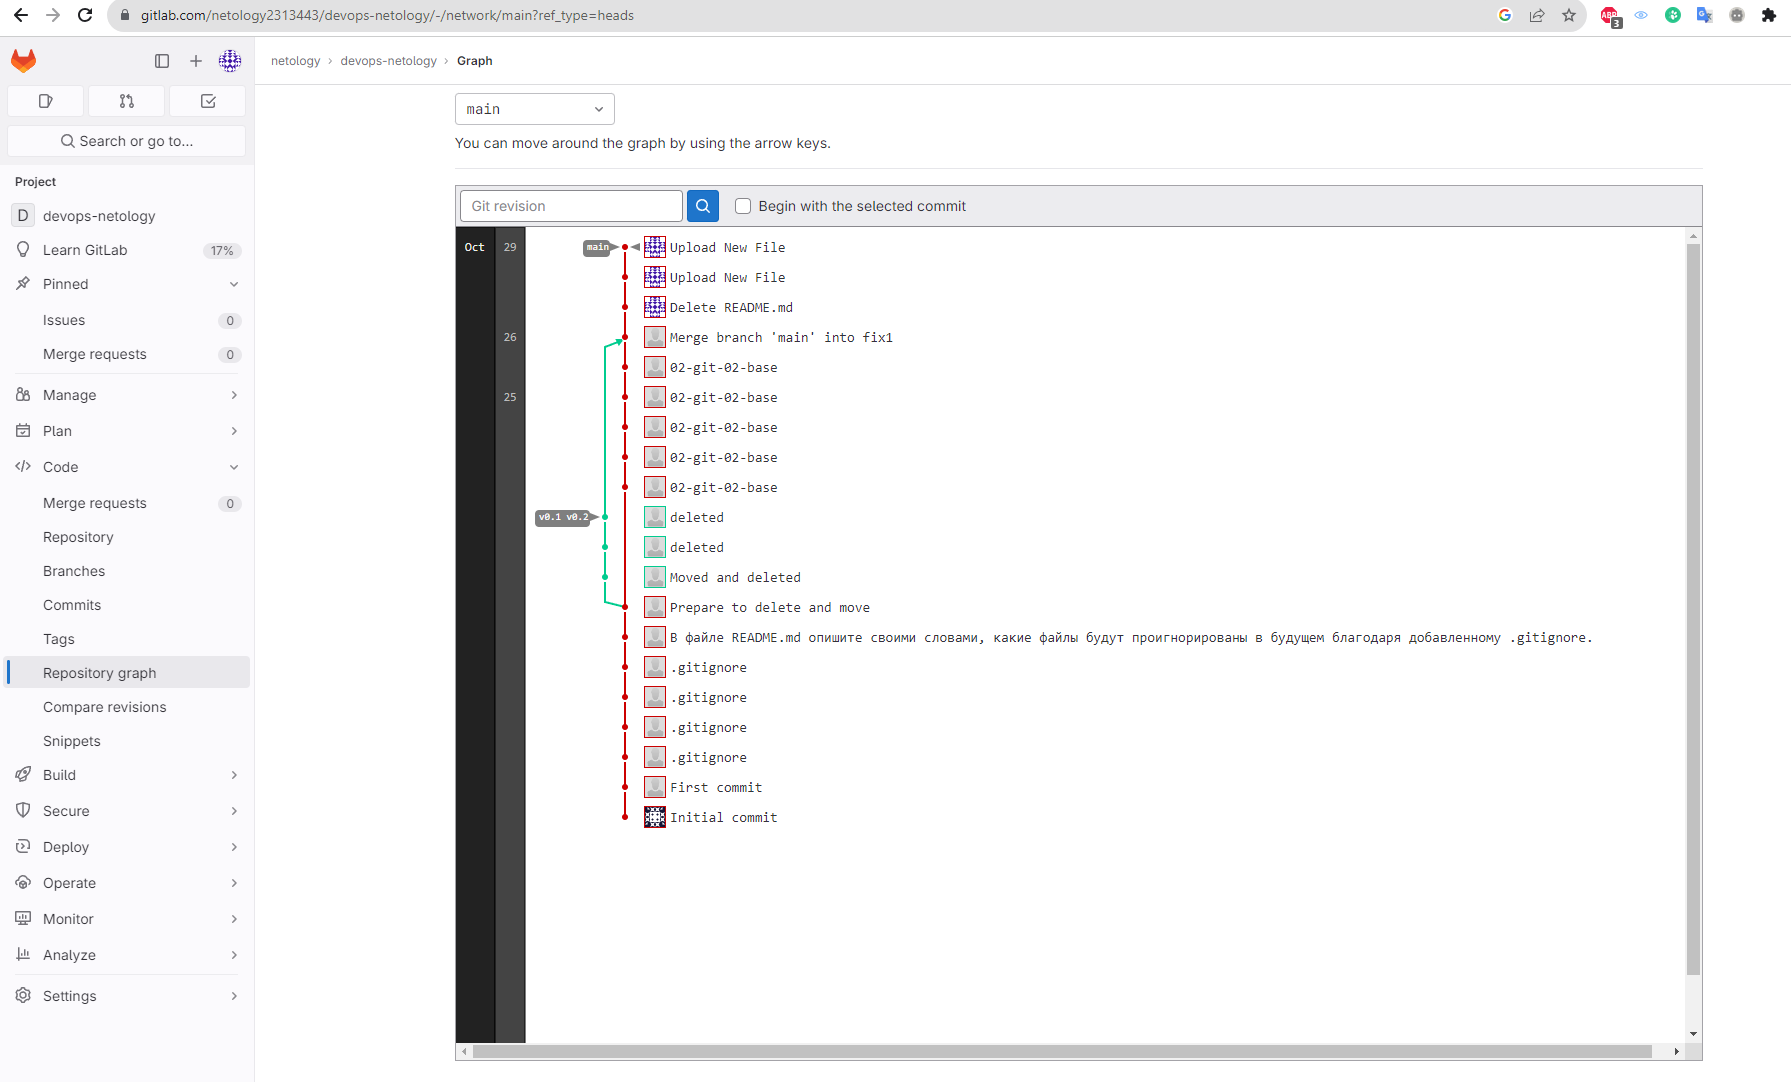 gitlab.com/netology2313443/devops-netology/-/network/main?ref_type=heads
3
Search or go to...
Project
D devops-netology
Learn GitLab 17%
Pinned
Issues 0
Merge requests 0
Manage
Plan
Code
Merge requests 0
Repository
Branches
Commits
Tags
Repository graph
Compare revisions
Snippets
Build
Secure
Deploy
Operate
Monitor
Analyze
Settings
netology › devops-netology › Graph
main
You can move around the graph by using the arrow keys.
Git revision
Begin with the selected commit
Oct 29 main Upload New File
Upload New File
Delete README.md
26 Merge branch 'main' into fix1
02-git-02-base
25 02-git-02-base
02-git-02-base
02-git-02-base
02-git-02-base
v0.1 v0.2 deleted
deleted
Moved and deleted
Prepare to delete and move
В файле README.md опишите своими словами, какие файлы будут проигнорированы в будущем благодаря добавленному .gitignore.
.gitignore
.gitignore
.gitignore
.gitignore
First commit
Initial commit